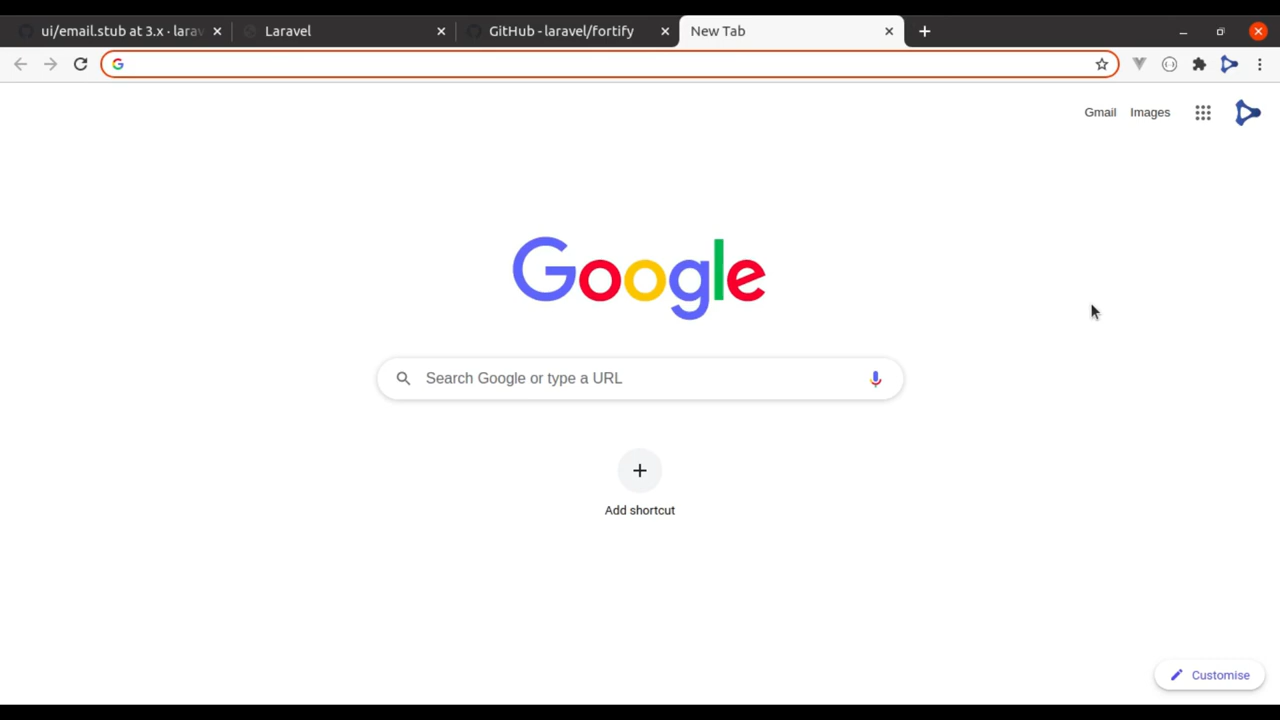 ui/email.stub at 3.x · larav
Laravel
GitHub - laravel/fortify
New Tab
Gmail
Images
Google
Search Google or type a URL
Add shortcut
Customise